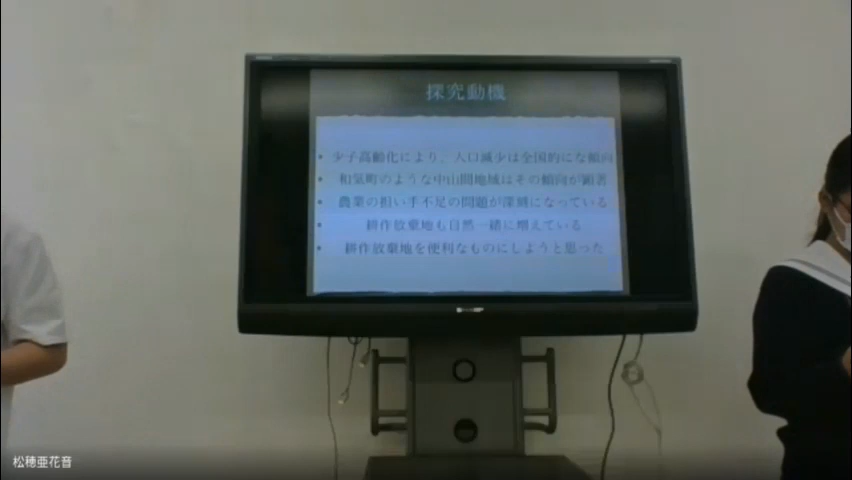 探究動機
• 少子高齢化により、人口減少は全国的にな傾向
• 和気町のような中山間地域はその傾向が顕著
• 農業の担い手不足の問題が深刻になっている
• 耕作放棄地も自然一緒に増えている
• 耕作放棄地を便利なものにしようと思った
松穂亜花音